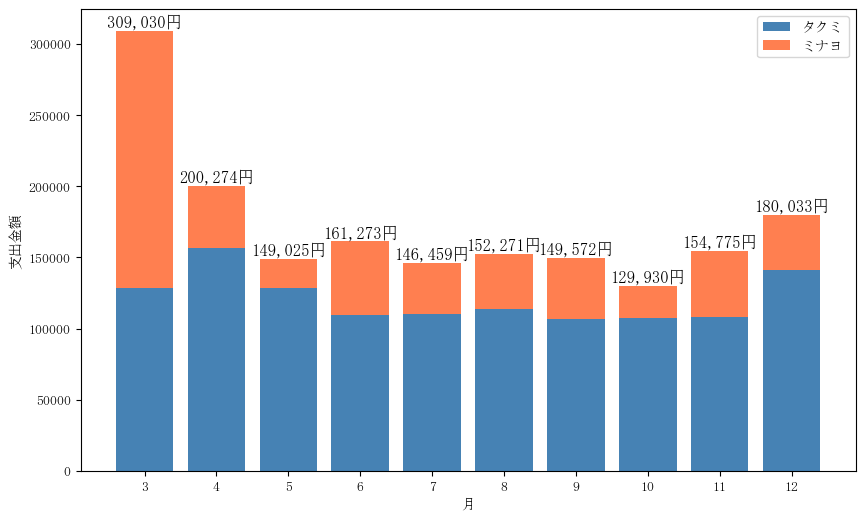 309,030円
200,274円
149,025円
161,273円
146,459円
152,271円
149,572円
129,930円
154,775円
180,033円
タクミ
ミナヨ
支出金額
300000
250000
200000
150000
100000
50000
0
3 4 5 6 7 8 9 10 11 12
月